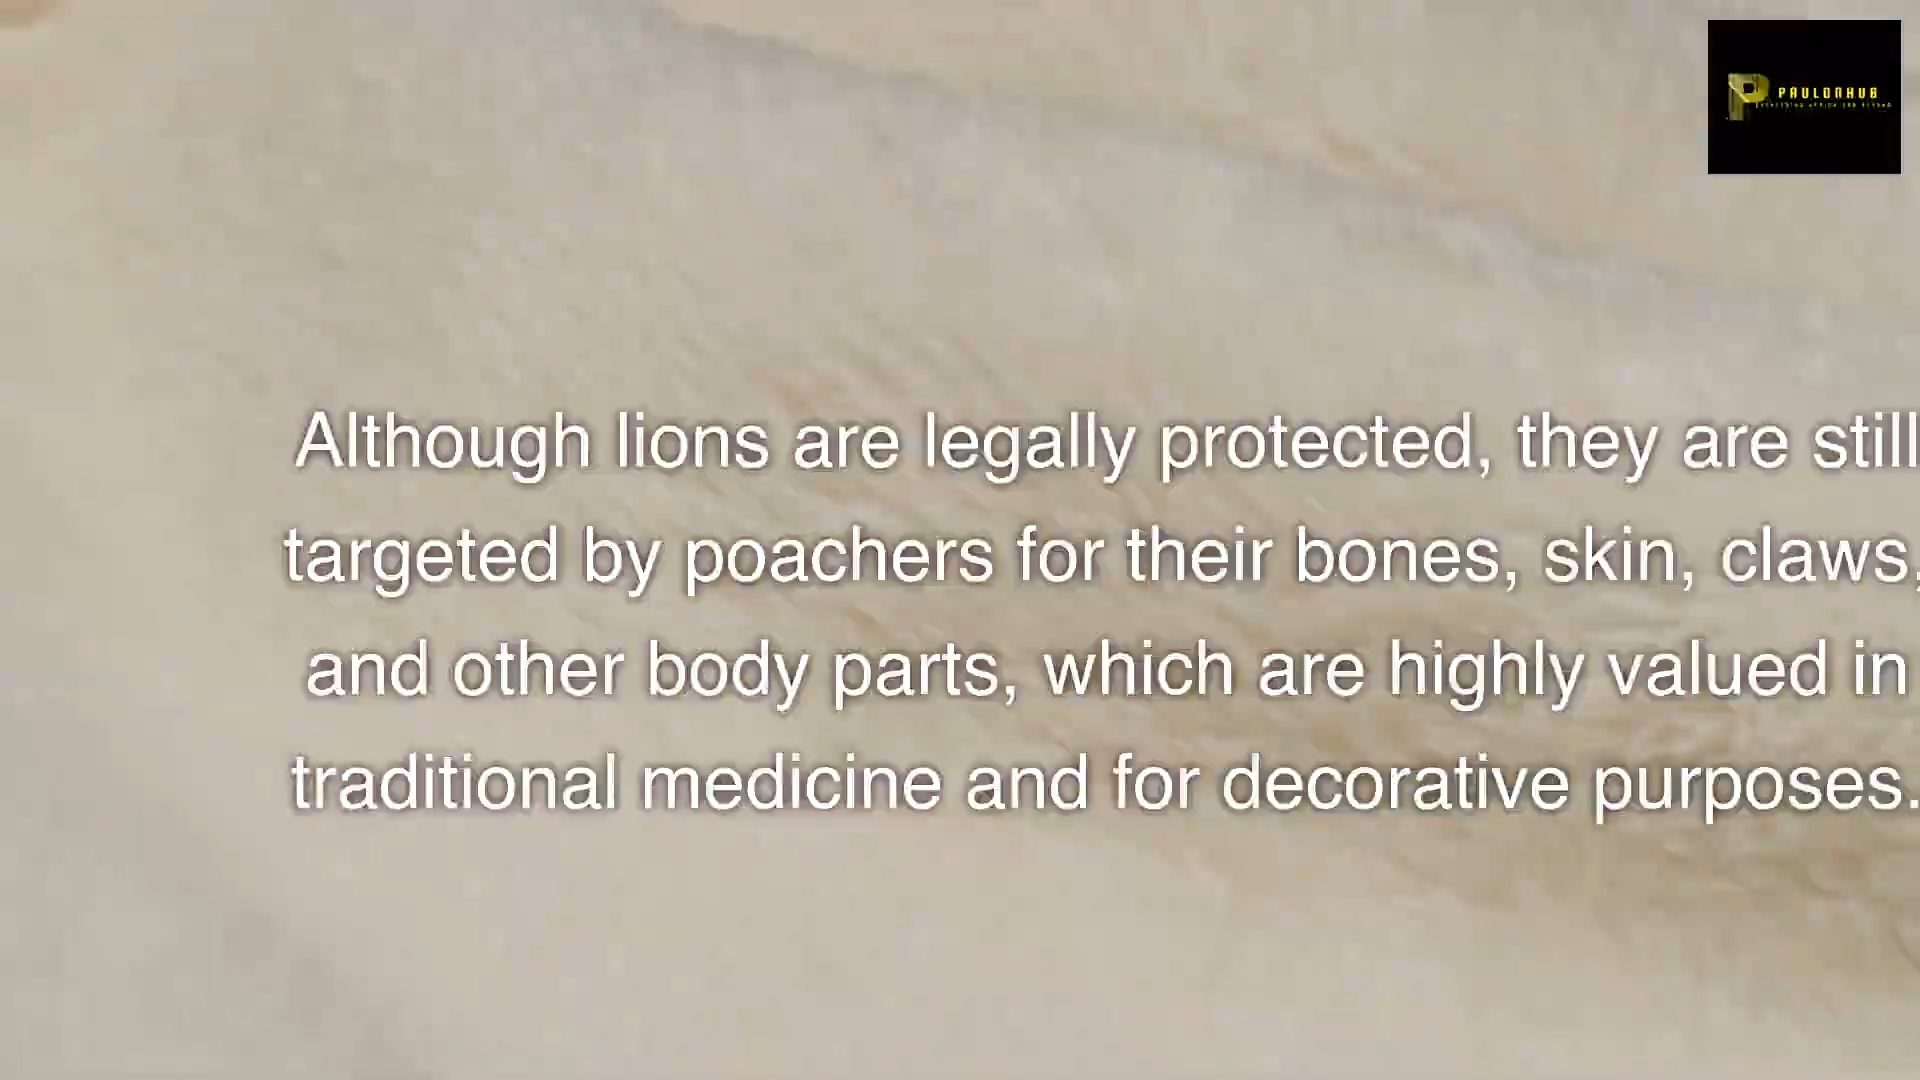 PAULONHUB
Although lions are legally protected, they are still
targeted by poachers for their bones, skin, claws,
and other body parts, which are highly valued in
traditional medicine and for decorative purposes.